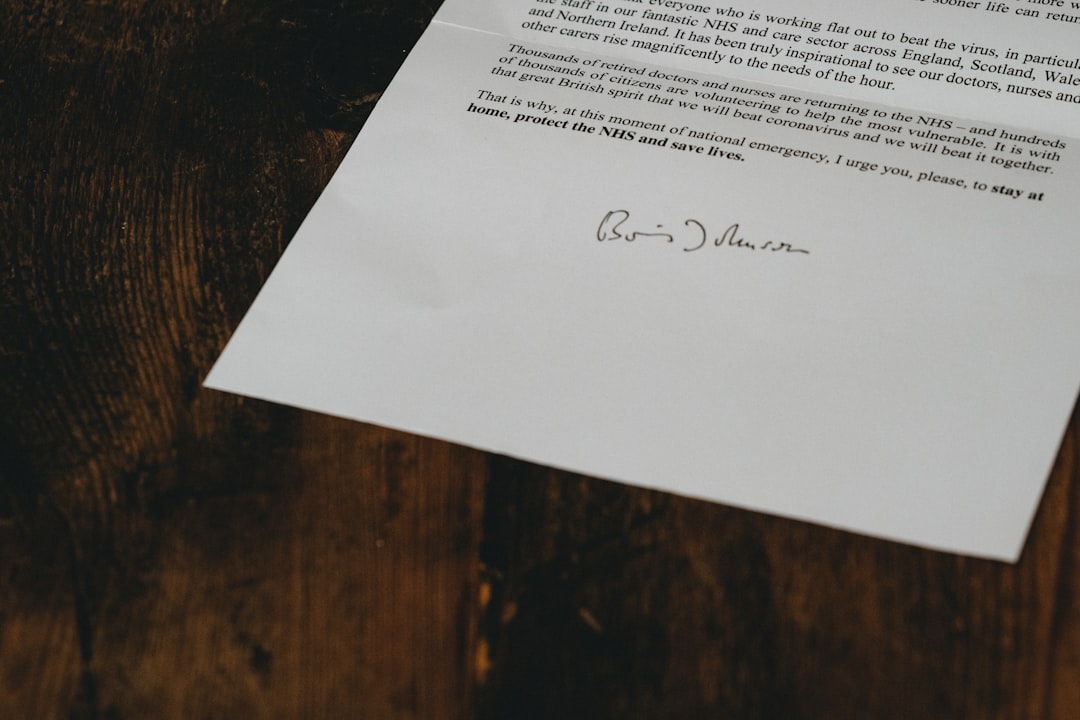 more w
sooner life can retur
everyone who is working flat out to beat the virus, in particul
the staff in our fantastic NHS and care sector across England, Scotland, Wale
and Northern Ireland. It has been truly inspirational to see our doctors, nurses and
other carers rise magnificently to the needs of the hour.
Thousands of retired doctors and nurses are returning to the NHS – and hundreds
of thousands of citizens are volunteering to help the most vulnerable. It is with
that great British spirit that we will beat coronavirus and we will beat it together.
That is why, at this moment of national emergency, I urge you, please, to stay at
home, protect the NHS and save lives.
Boris Johnson